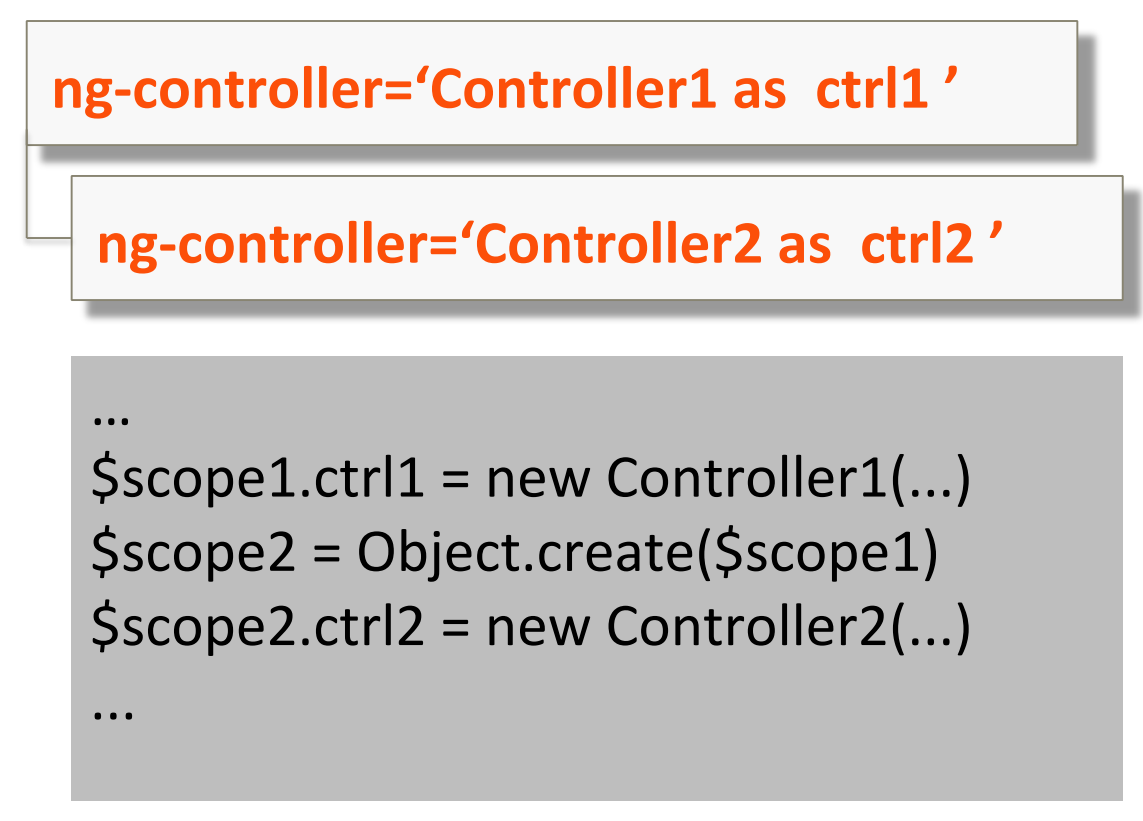 ng-controller=‘Controller1 as  ctrl1 ’
ng-controller=‘Controller2 as  ctrl2 ’
…
$scope1.ctrl1 = new Controller1(...)
$scope2 = Object.create($scope1)
$scope2.ctrl2 = new Controller2(...)
...